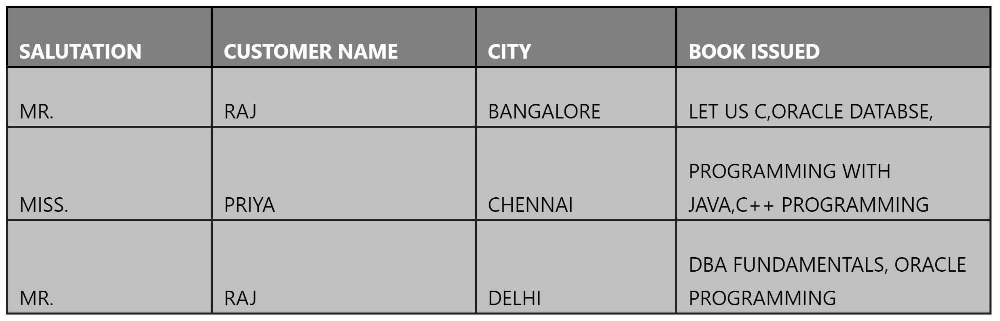 SALUTATION CUSTOMER NAME CITY BOOK ISSUED
MR. RAJ BANGALORE LET US C,ORACLE DATABSE,
PROGRAMMING WITH
MISS. PRIYA CHENNAI JAVA,C++ PROGRAMMING
DBA FUNDAMENTALS, ORACLE
MR. RAJ DELHI PROGRAMMING